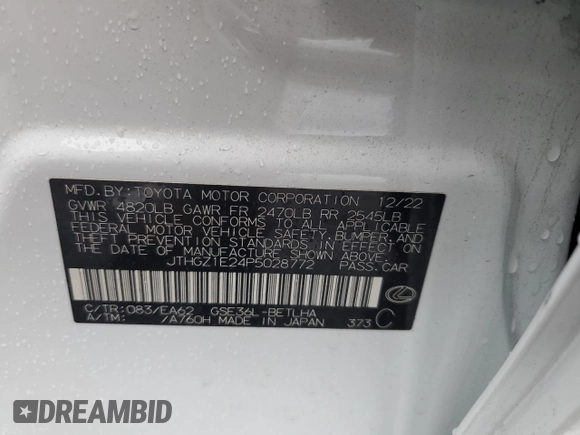 MFD. BY: TOYOTA MOTOR CORPORATION 12/22
GVWR 4820LB GAWR FR 2470LB RR 2545LB
THIS VEHICLE CONFORMS TO ALL APPLICABLE
FEDERAL MOTOR VEHICLE SAFETY, BUMPER, AND
THEFT PREVENTION STANDARDS IN EFFECT ON
THE DATE OF MANUFACTURE SHOWN ABOVE.
JTHGZ1E24P5028772 PASS. CAR
C/TR: 083/EA62 GSE36L-BETLHA
A/TM: /A760H MADE IN JAPAN 373 C
DREAMBID